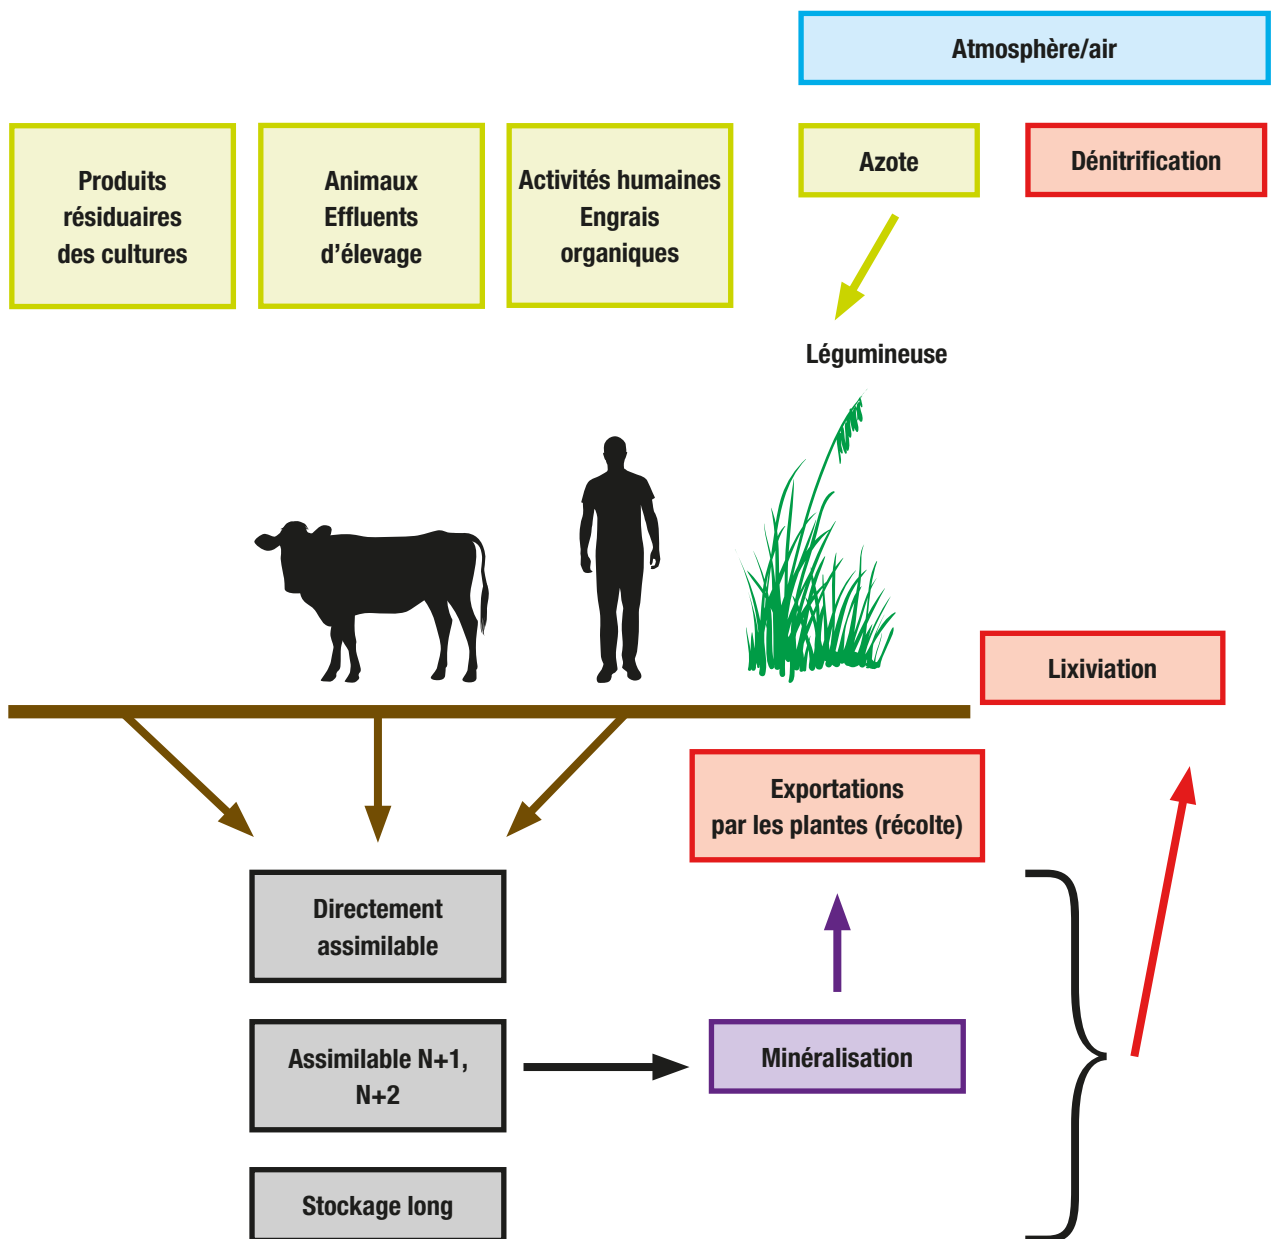 Atmosphère/air
Produits
résiduaires
des cultures
Animaux
Effluents
d'élevage
Activités humaines
Engrais
organiques
Azote
Dénitrification
Légumineuse
Lixiviation
Exportations
par les plantes (récolte)
Directement
assimilable
Assimilable N+1,
N+2
Minéralisation
Stockage long